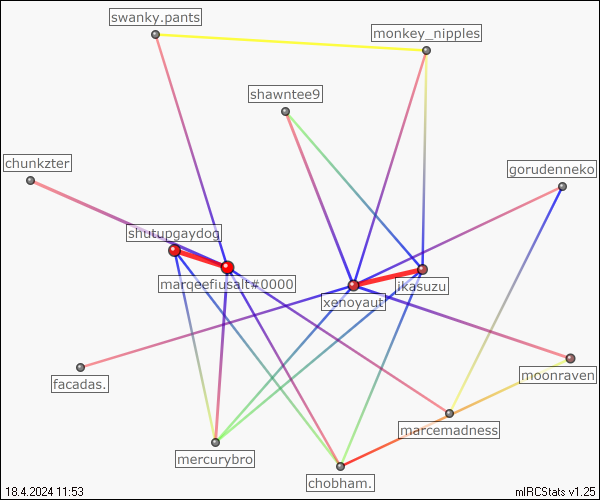 swanky.pants
monkey_nipples
shawntee9
chunkzter
gorudenneko
shutupgaydog
marqeefiusalt#0000
ikasuzu
xenoyaut
moonraven
facadas.
marcemadness
mercurybro
chobham.
18.4.2024 11:53
mIRCStats v1.25